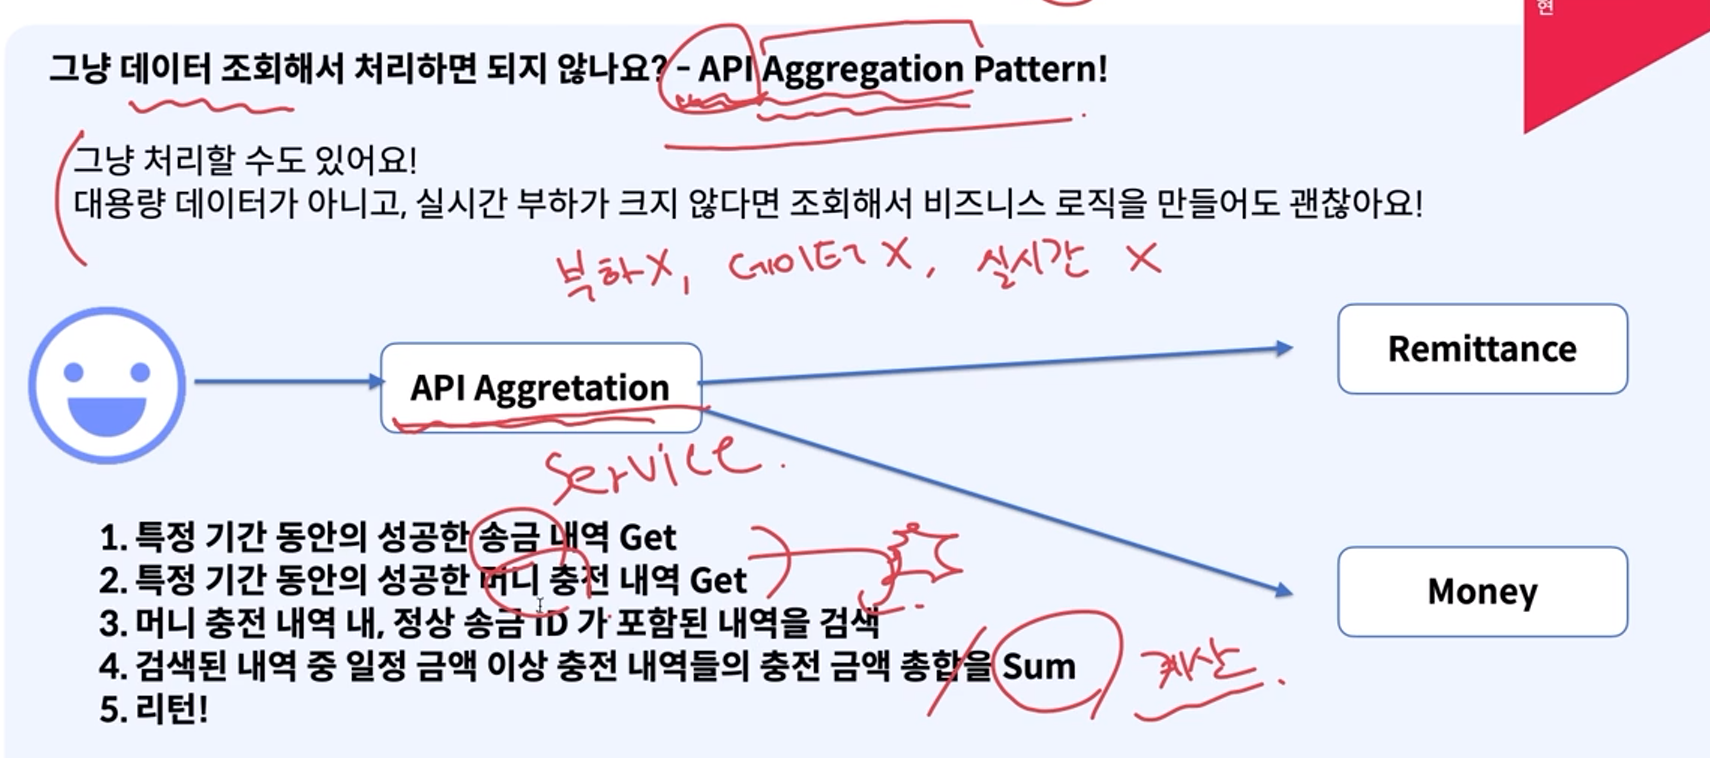 현
그냥 데이터 조회해서 처리하면 되지 않나요? - API Aggregation Pattern!
그냥 처리할 수도 있어요!
대용량 데이터가 아니고, 실시간 부하가 크지 않다면 조회해서 비즈니스 로직을 만들어도 괜찮아요!
부하X, 데이터X, 실시간 X
Remittance
API Aggretation
Service.
1. 특정 기간 동안의 성공한 송금 내역 Get
2. 특정 기간 동안의 성공한 머니 충전 내역 Get
Money
3. 머니 충전 내역 내, 정상 송금 ID 가 포함된 내역을 검색
4. 검색된 내역 중 일정 금액 이상 충전 내역들의 충전 금액 총합을 Sum
계산.
5. 리턴!